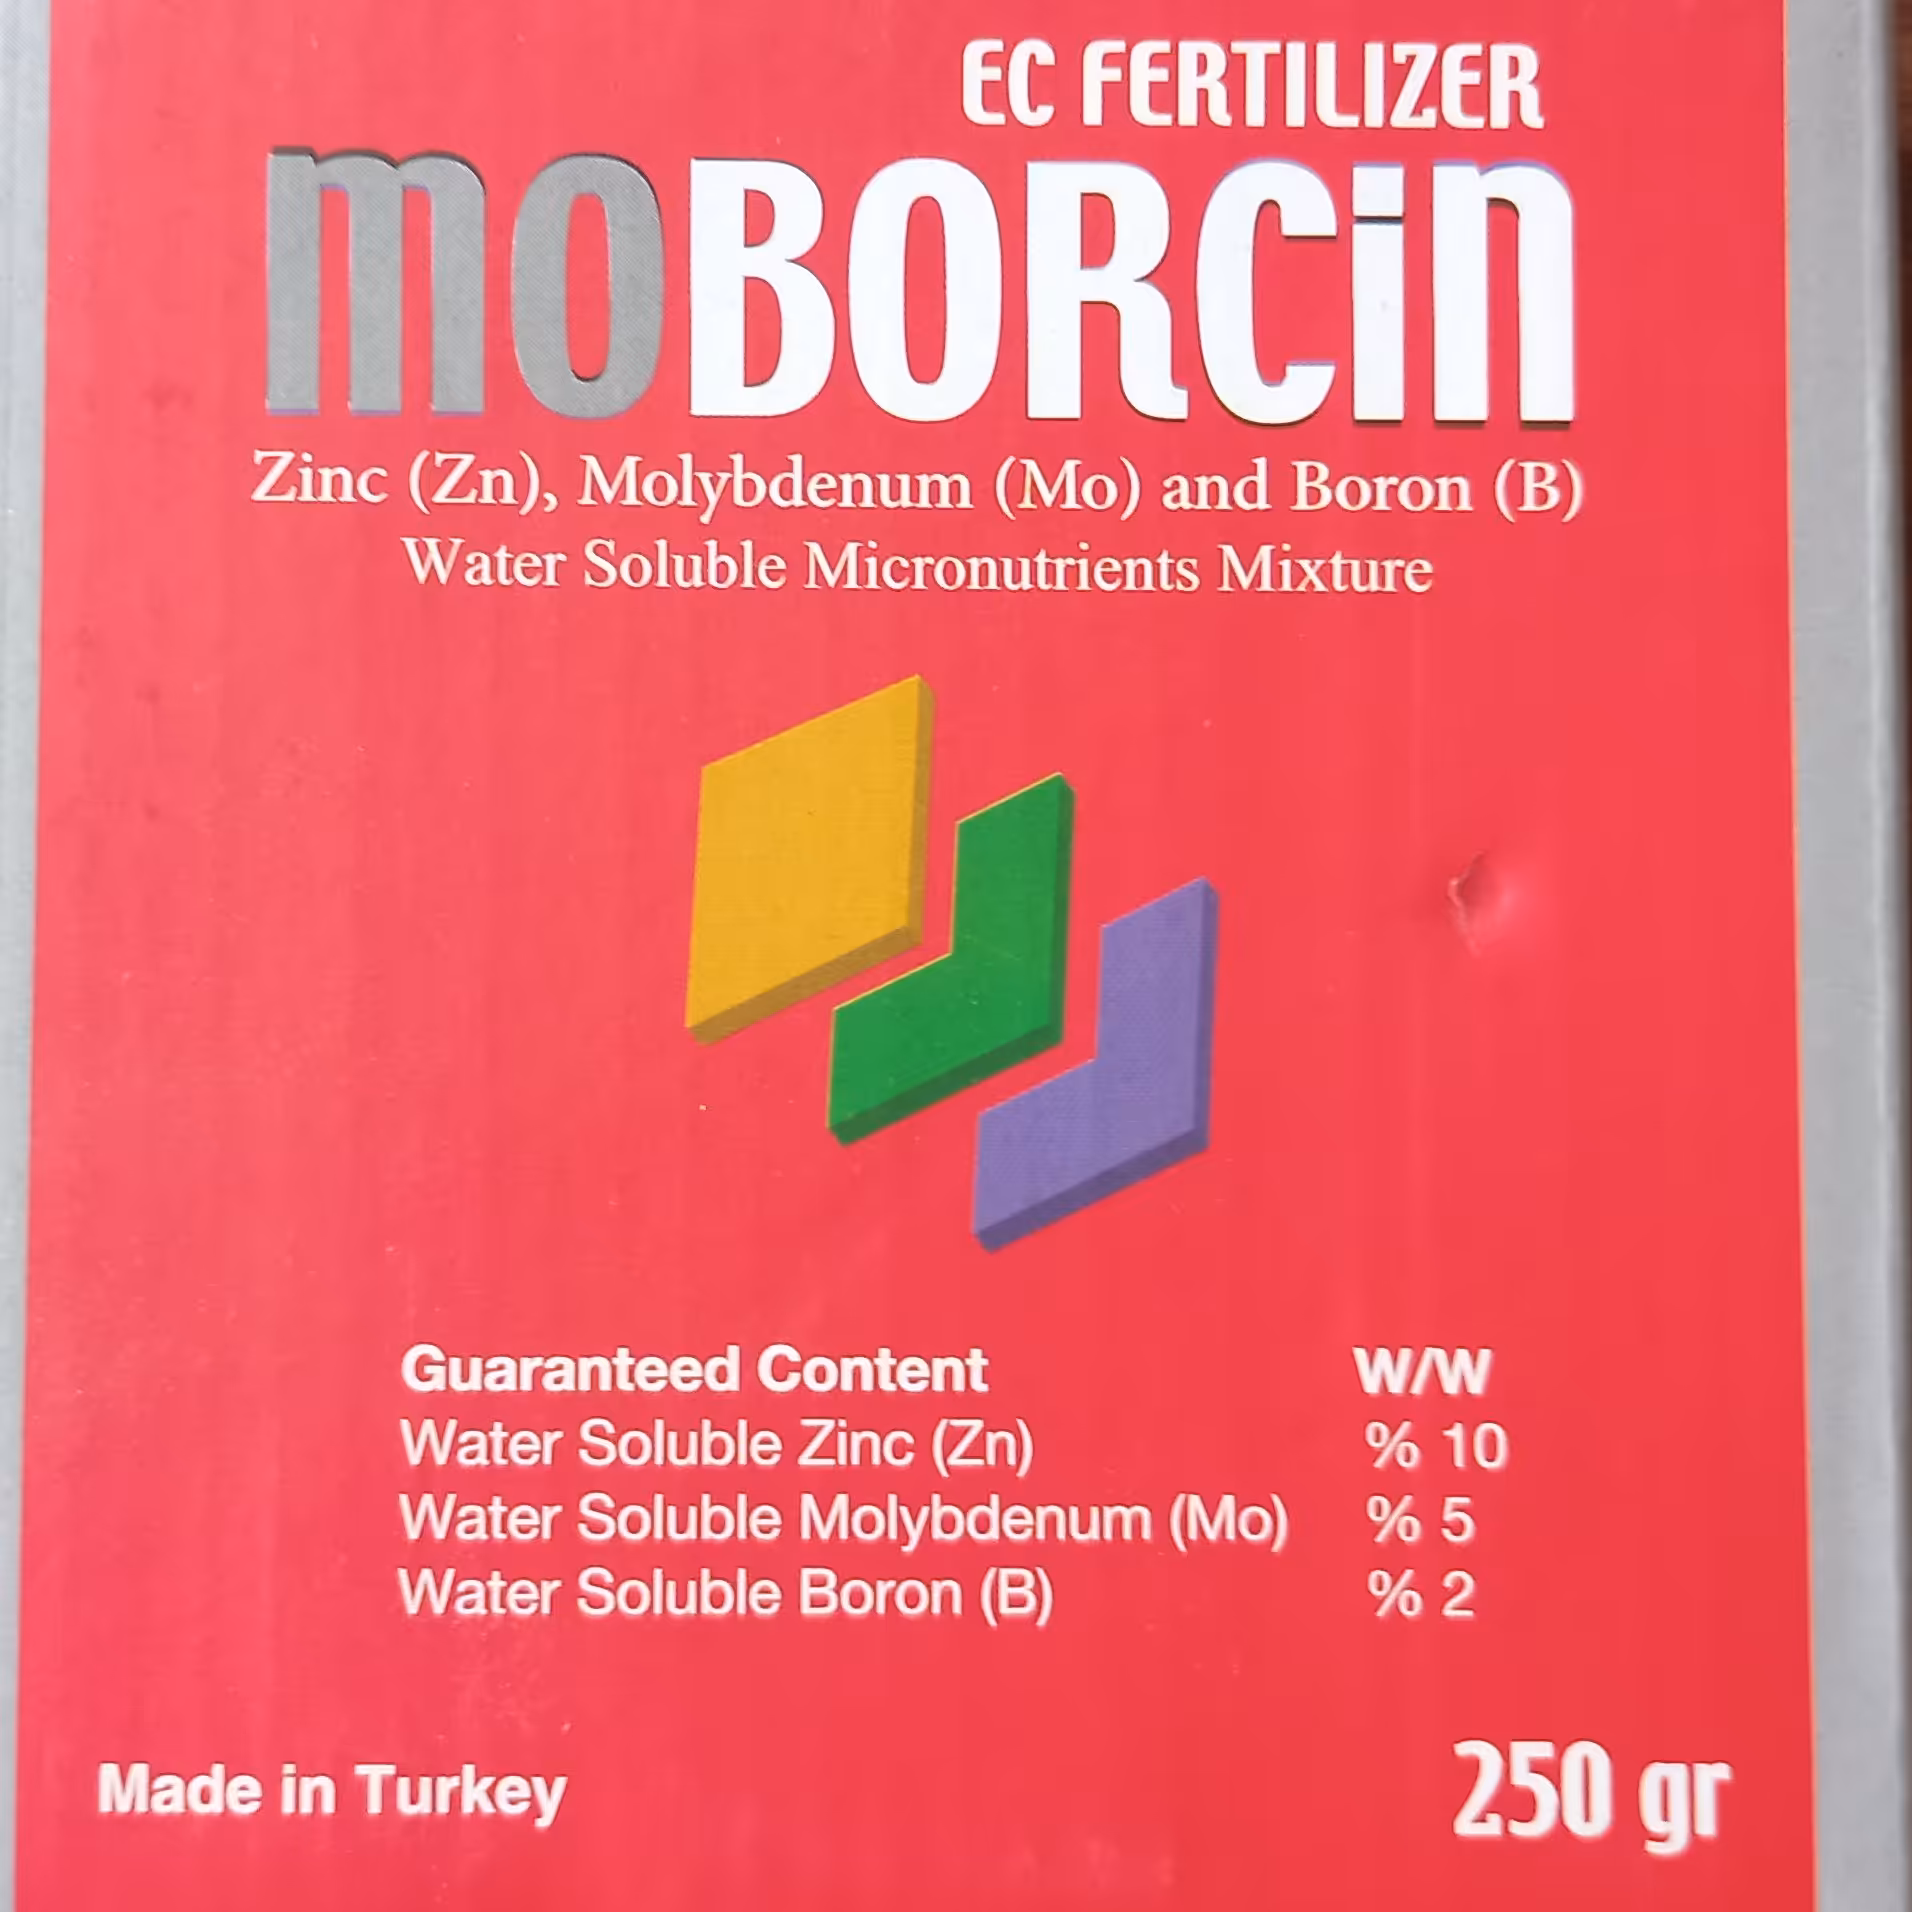 EC FERTILIZER
moBORCin
Zinc (Zn), Molybdenum (Mo) and Boron (B)
Water Soluble Micronutrients Mixture
Guaranteed Content W/W
Water Soluble Zinc (Zn) % 10
Water Soluble Molybdenum (Mo) % 5
Water Soluble Boron (B) % 2
Made in Turkey 250 gr